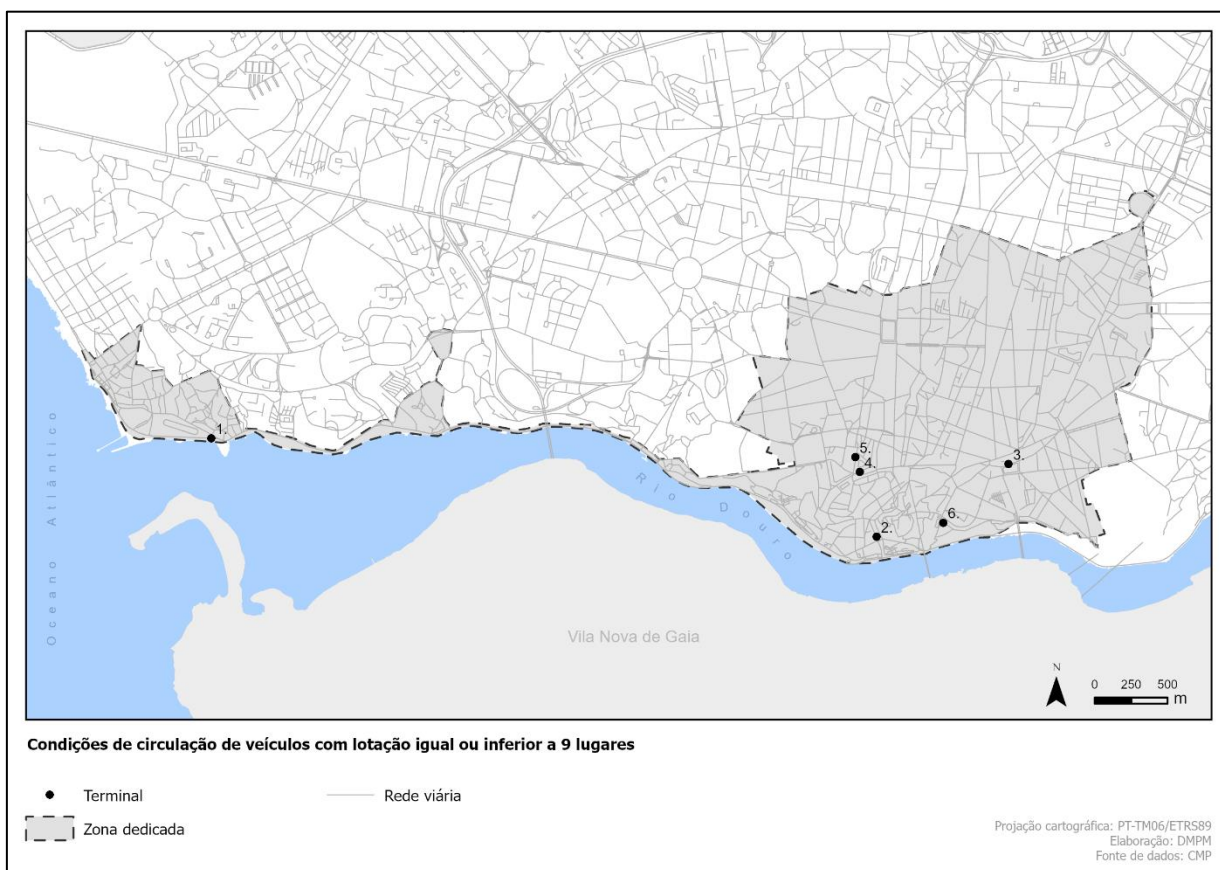 1.
5.
4.
3.
2.
6.
Oceano Atlântico
Rio Douro
Vila Nova de Gaia
N
0 250 500
m
Condições de circulação de veículos com lotação igual ou inferior a 9 lugares
Terminal
Rede viária
Zona dedicada
Projação cartográfica: PT-TM06/ETRS89
Elaboração: DMPM
Fonte de dados: CMP